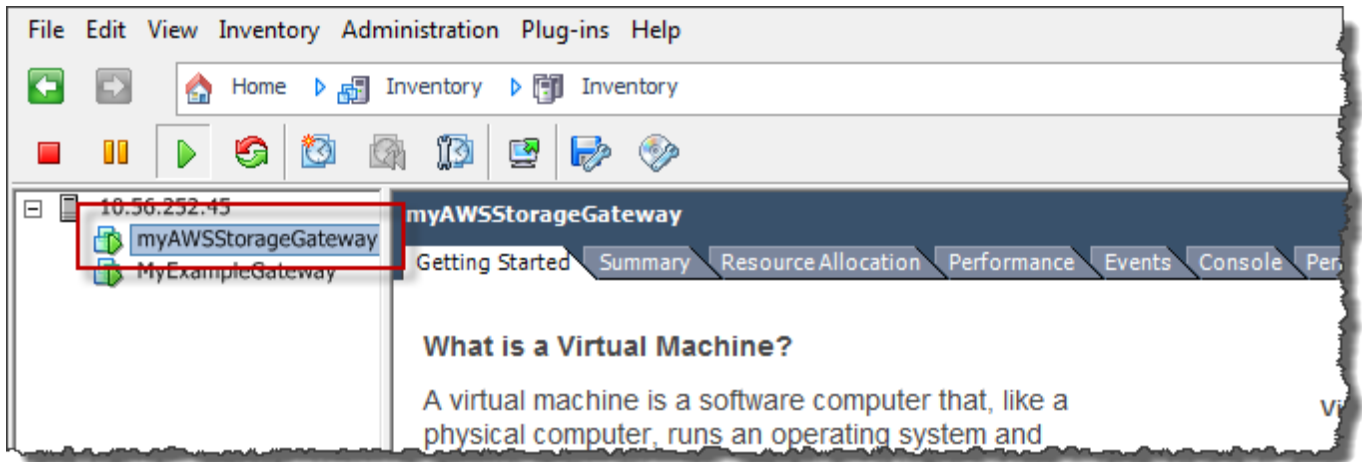 File Edit View Inventory Administration Plug-ins Help
Home Inventory Inventory
10.56.252.45
myAWSStorageGateway
MyExampleGateway
myAWSStorageGateway
Getting Started Summary Resource Allocation Performance Events Console
What is a Virtual Machine?
A virtual machine is a software computer that, like a
physical computer, runs an operating system and